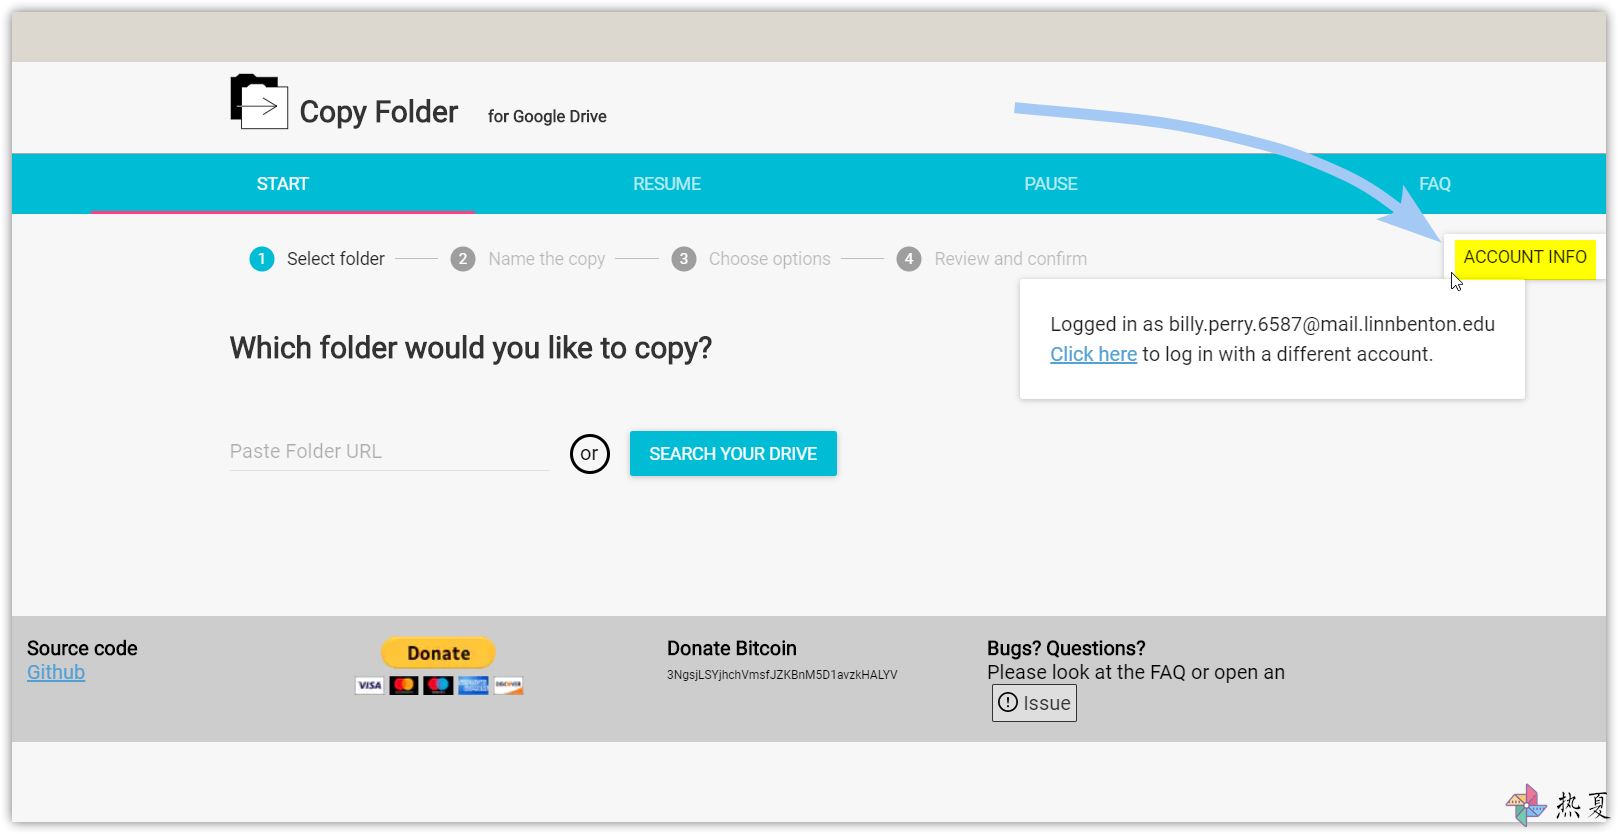 Copy Folder for Google Drive
START RESUME PAUSE FAQ
1 Select folder 2 Name the copy 3 Choose options 4 Review and confirm
ACCOUNT INFO
Logged in as billy.perry.6587@mail.linnbenton.edu
Click here to log in with a different account.
Which folder would you like to copy?
Paste Folder URL or SEARCH YOUR DRIVE
Source code
Github
Donate
VISA DISCOVER
Donate Bitcoin
3NgsjLSYjhchVmsfJZKBnM5D1avzkHALYV
Bugs? Questions?
Please look at the FAQ or open an
Issue
热夏